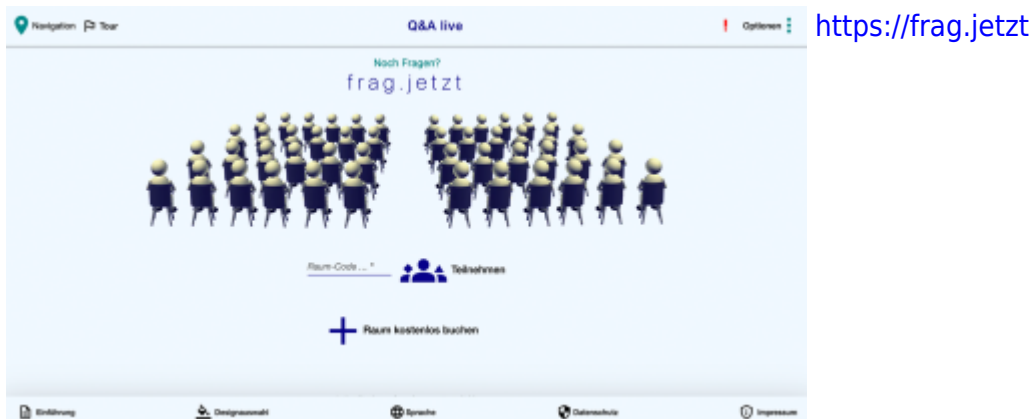 Navigation Tour Q&A live ! Optionen
https://frag.jetzt
Noch Fragen?
frag.jetzt
Raum-Code ... *
Teilnehmen
Raum kostenlos buchen
Einführung Designauswahl Sprache Datenschutz Impressum